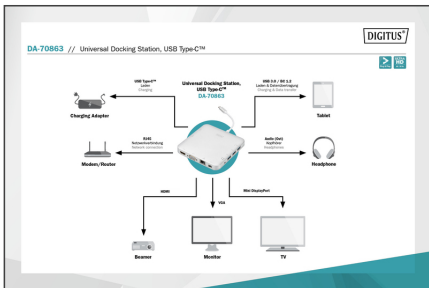 DIGITUS®
DA-70863 // Universal Docking Station, USB Type-C™
HD
USB Type-C™
Laden
Charging
Universal Docking Station,
USB Type-C™
DA-70863
USB 3.0 / BC 1.2
Laden & Datenübertragung
Charging & Data transfer
Charging Adapter
Tablet
RJ45
Netzwerkverbindung
Network connection
Audio (Out)
Kopfhörer
Headphones
Modem/Router
Headphone
HDMI
VGA
Mini DisplayPort
Beamer
Monitor
TV